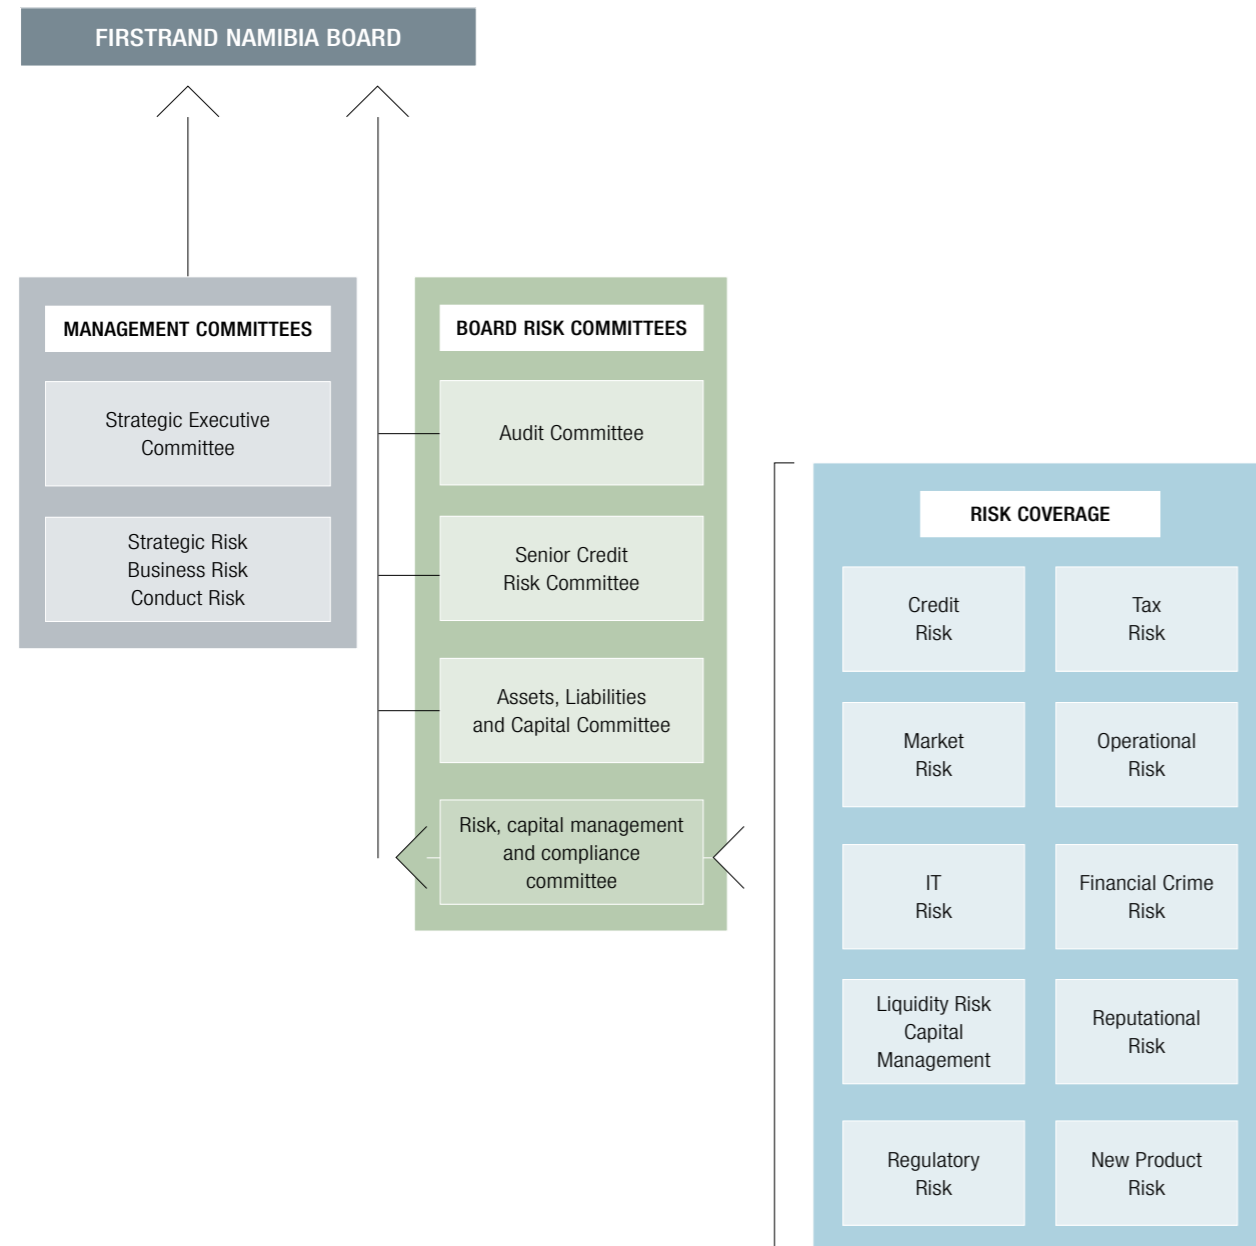 FIRSTRAND NAMIBIA BOARD
MANAGEMENT COMMITTEES
Strategic Executive
Committee
Strategic Risk
Business Risk
Conduct Risk
BOARD RISK COMMITTEES
Audit Committee
Senior Credit
Risk Committee
Assets, Liabilities
and Capital Committee
Risk, capital management
and compliance
committee
RISK COVERAGE
Credit
Risk
Tax
Risk
Market
Risk
Operational
Risk
IT
Risk
Financial Crime
Risk
Liquidity Risk
Capital
Management
Reputational
Risk
Regulatory
Risk
New Product
Risk